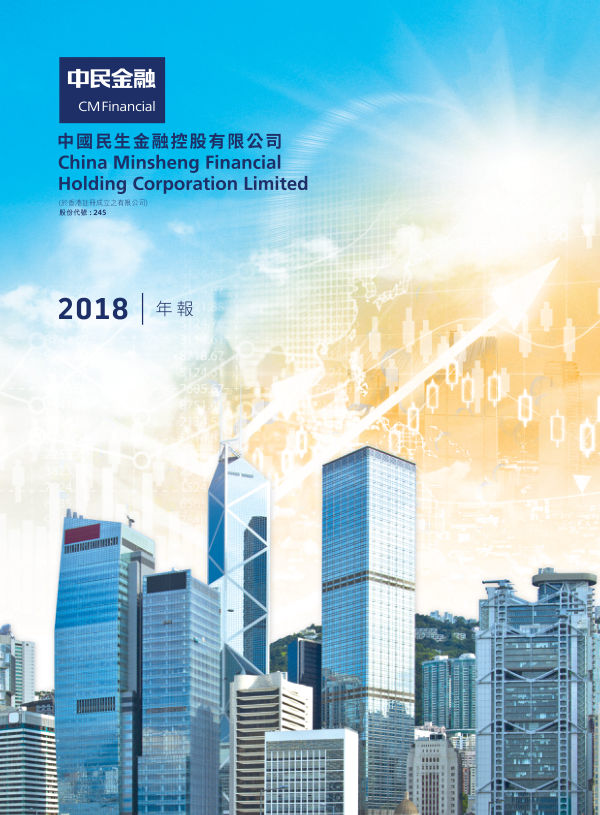 中民金融
CMFinancial
中國民生金融控股有限公司
China Minsheng Financial
Holding Corporation Limited
(於香港註冊成立之有限公司)
股份代號 : 245
2018 年報